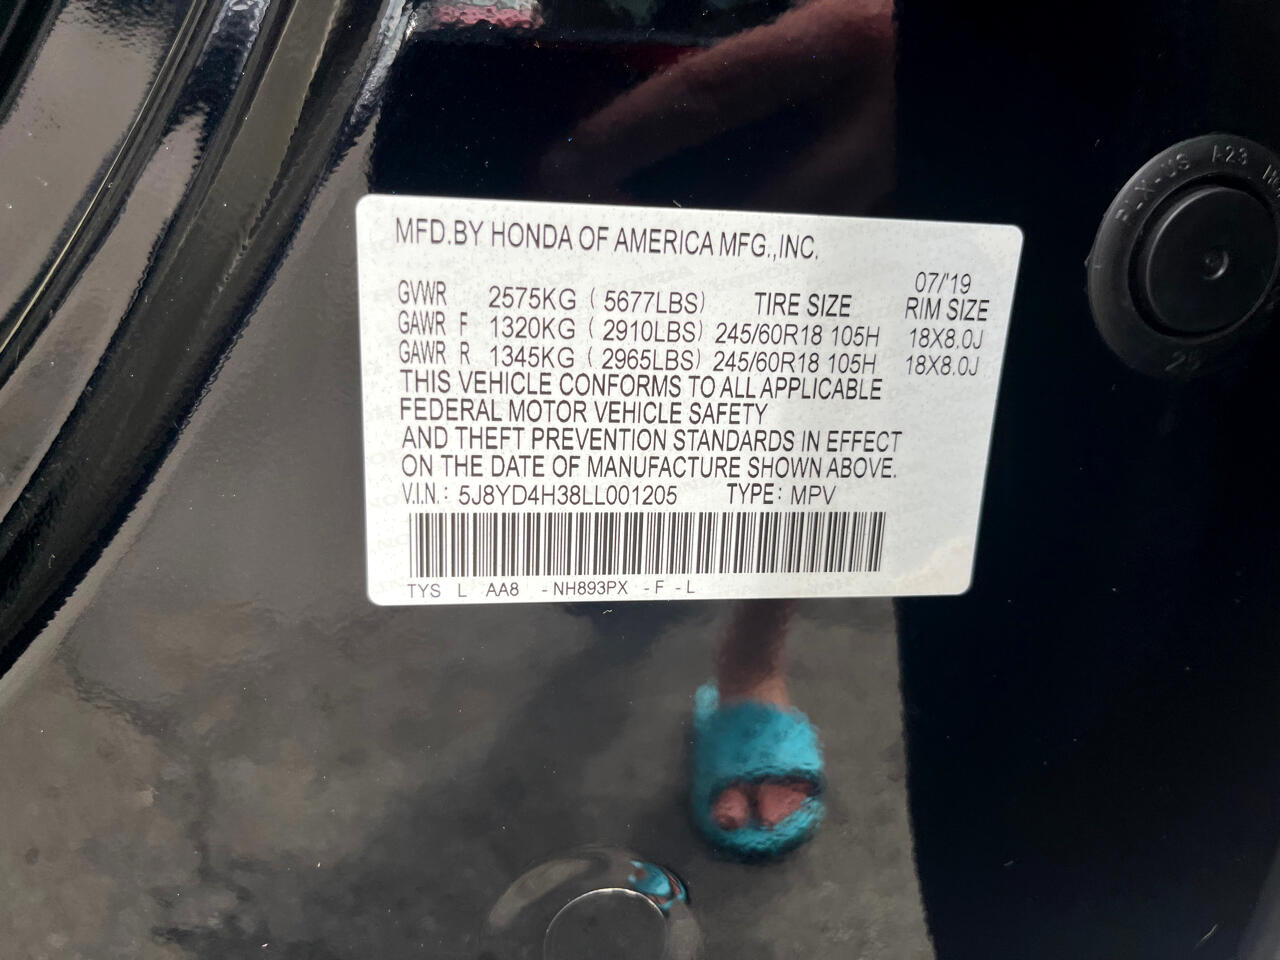 MFD.BY HONDA OF AMERICA MFG.,INC.
07/'19
GVWR 2575KG ( 5677LBS) TIRE SIZE RIM SIZE
GAWR F 1320KG ( 2910LBS) 245/60R18 105H 18X8.0J
GAWR R 1345KG ( 2965LBS) 245/60R18 105H 18X8.0J
THIS VEHICLE CONFORMS TO ALL APPLICABLE
FEDERAL MOTOR VEHICLE SAFETY
AND THEFT PREVENTION STANDARDS IN EFFECT
ON THE DATE OF MANUFACTURE SHOWN ABOVE.
V.I.N.: 5J8YD4H38LL001205 TYPE: MPV
TYS L AA8 - NH893PX - F - L
A23